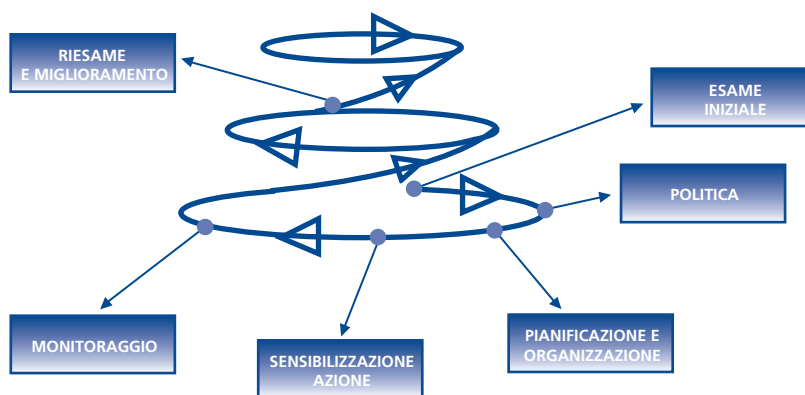 RIESAME
E MIGLIORAMENTO
ESAME
INIZIALE
POLITICA
PIANIFICAZIONE E
ORGANIZZAZIONE
SENSIBILIZZAZIONE
AZIONE
MONITORAGGIO